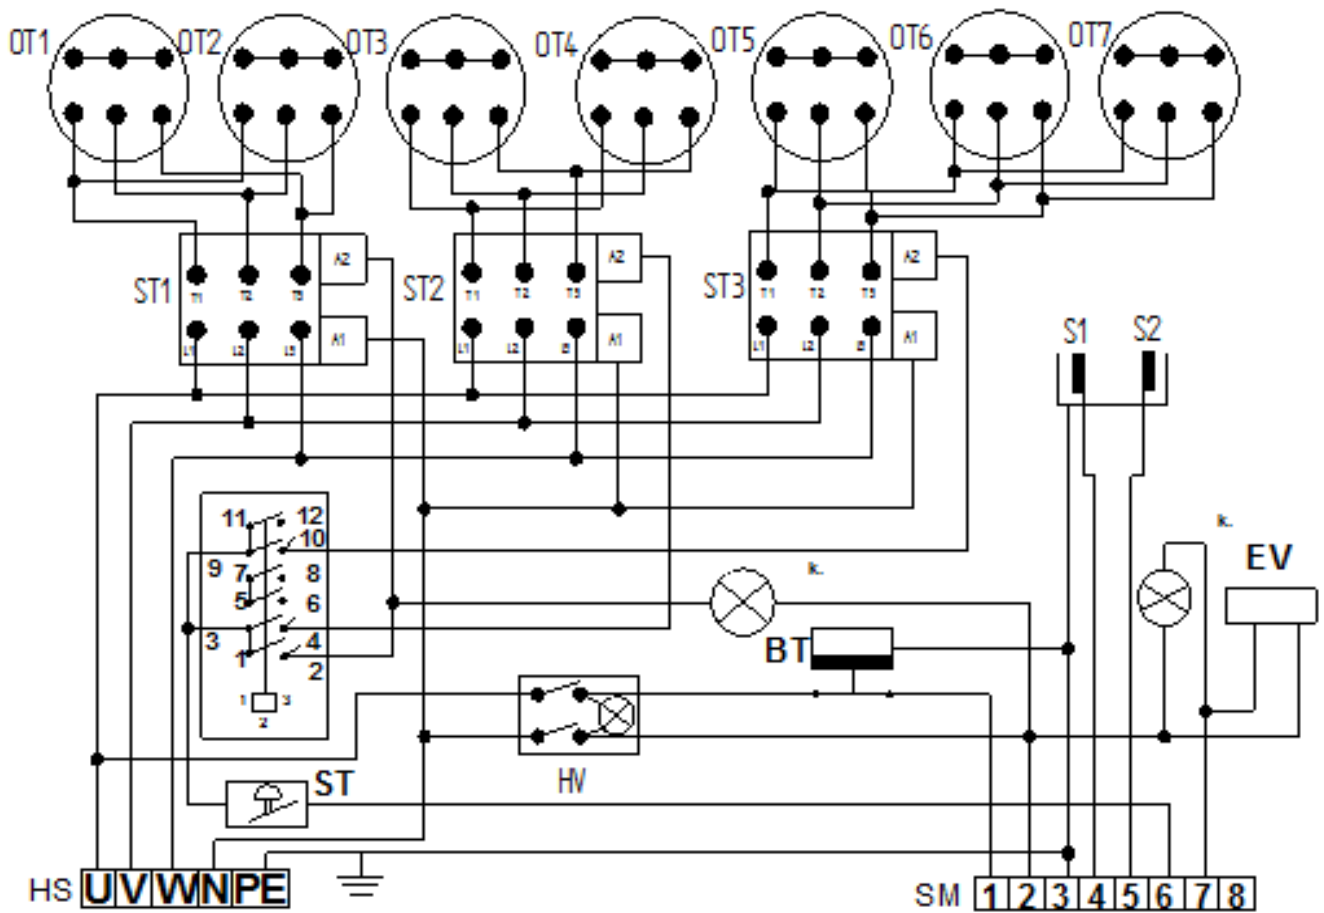 OT1 OT2 OT3 OT4 OT5 OT6 OT7
ST1 A2 ST2 A2 ST3 A2
T1 T2 T3 T1 T2 T3 T1 T2 T3
A1 A1 A1
L1 L2 L3 L1 L2 L1 L2
S1 S2
11 12
10
9 7 8
5 6
3 4
1 2
1 3
2
k.
k.
EV
BT
HV
ST
HS U V W N PE
SM 1 2 3 4 5 6 7 8